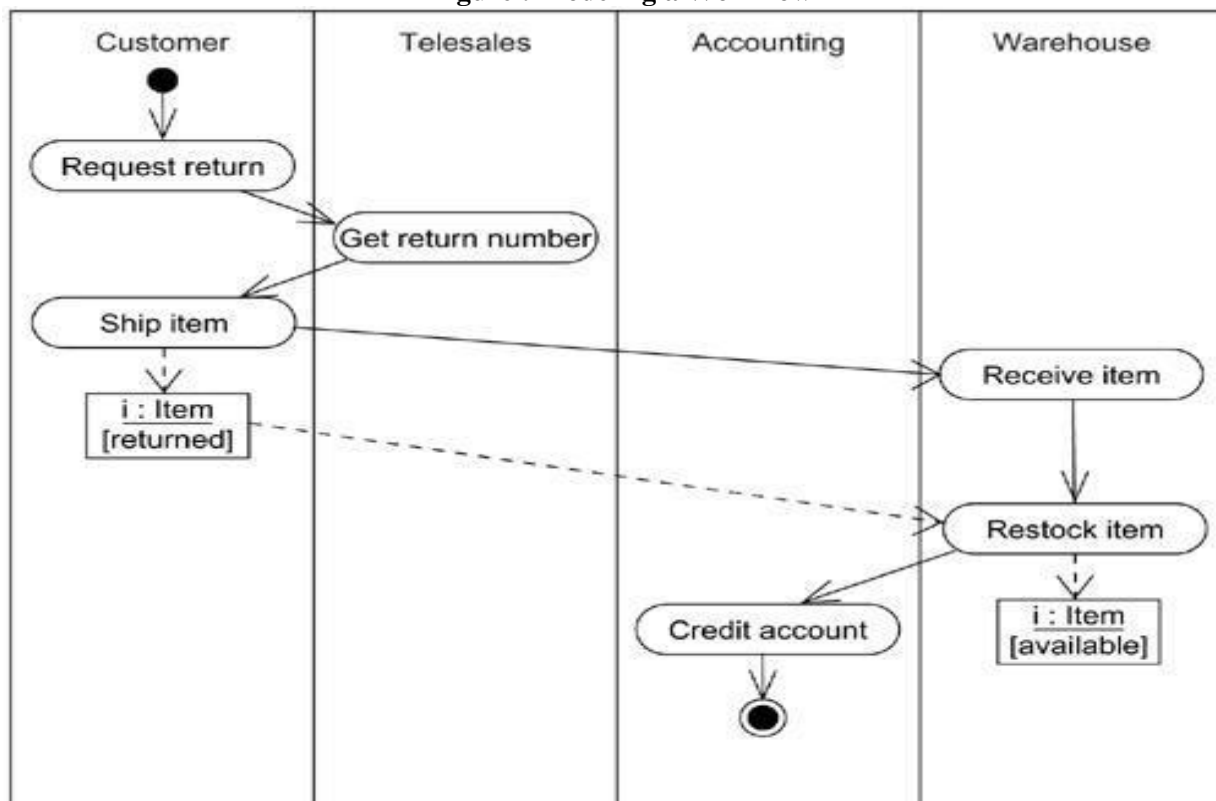 Customer
Telesales
Accounting
Warehouse
Request return
Get return number
Ship item
Receive item
i : Item
[returned]
Restock item
Credit account
i : Item
[available]